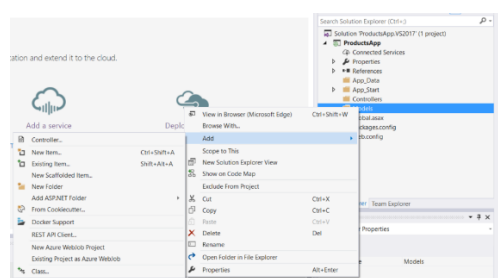 Search Solution Explorer (Ctrl+;)
Solution 'ProductsApp.VS2017' (1 project)
ProductsApp
Connected Services
Properties
References
App_Data
App_Start
Controllers
odels
obal.asax
ckages.config
eb.config
ation and extend it to the cloud.
Add a service
Deplo
View in Browser (Microsoft Edge) Ctrl+Shift+W
Browse With...
Add
Scope to This
New Solution Explorer View
Show on Code Map
Exclude From Project
Cut Ctrl+X
Copy Ctrl+C
Paste Ctrl+V
Delete Del
Rename
Open Folder in File Explorer
Properties Alt+Enter
Controller...
New Item... Ctrl+Shift+A
Existing Item... Shift+Alt+A
New Scaffolded Item...
New Folder
Add ASP.NET Folder
From Cookiecutter...
Docker Support
REST API Client...
New Azure WebJob Project
Existing Project as Azure WebJob
Class...
Team Explorer
Properties
Models